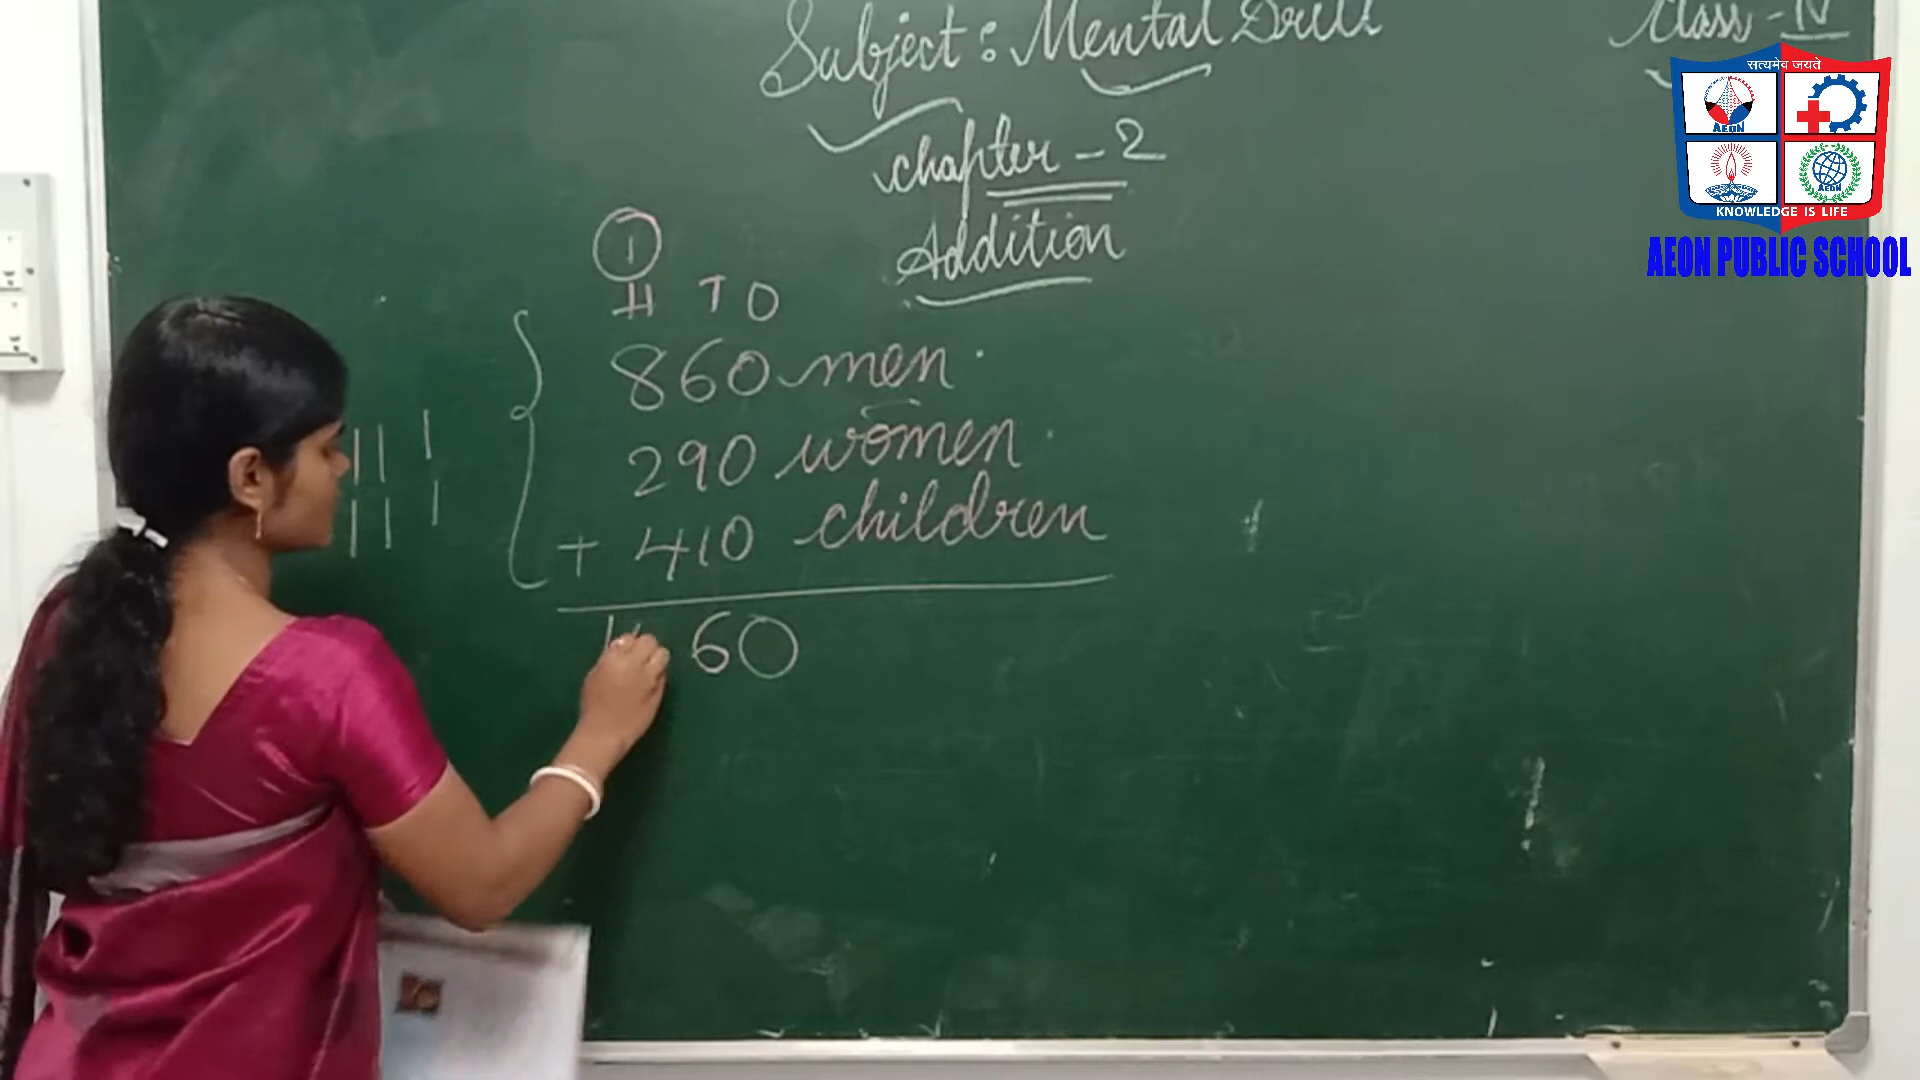 Subject: Mental Drill
Class - IV
Chapter - 2
Addition
1
H T O
860 men.
290 women.
+ 410 children
60
सत्यमेव जयते
AEON
AEON
KNOWLEDGE IS LIFE
AEON PUBLIC SCHOOL